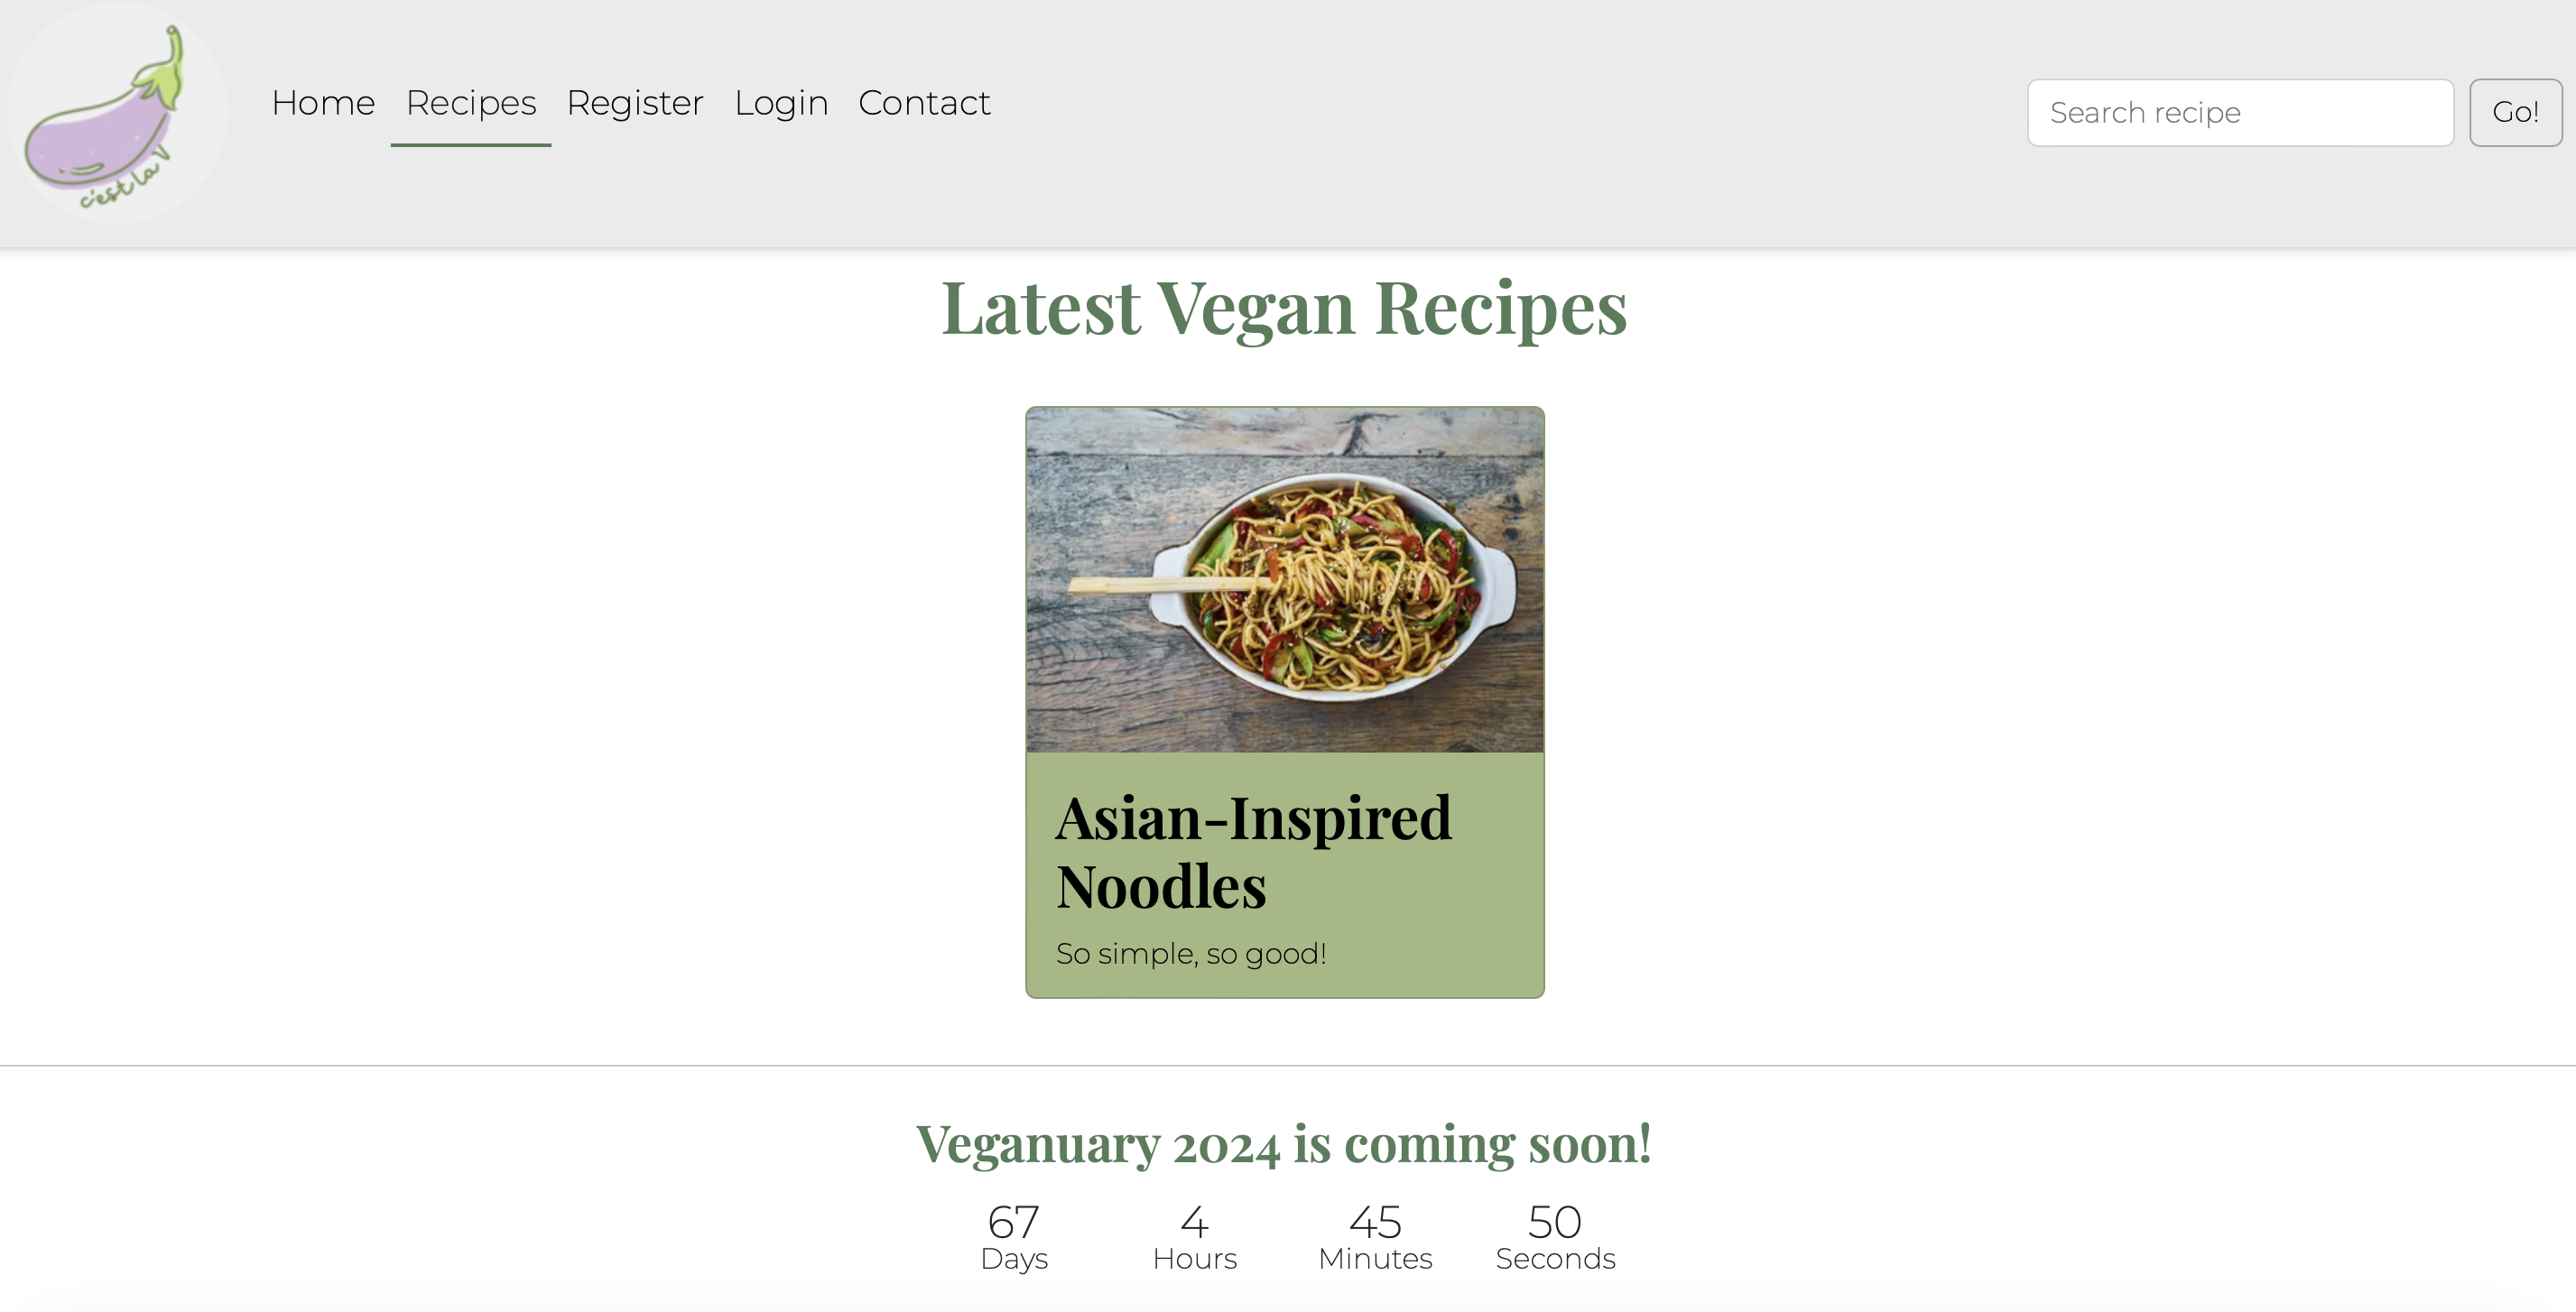 c'est la V
Home Recipes Register Login Contact
Search recipe Go!
Latest Vegan Recipes
Asian-Inspired
Noodles
So simple, so good!
Veganuary 2024 is coming soon!
67 4 45 50
Days Hours Minutes Seconds